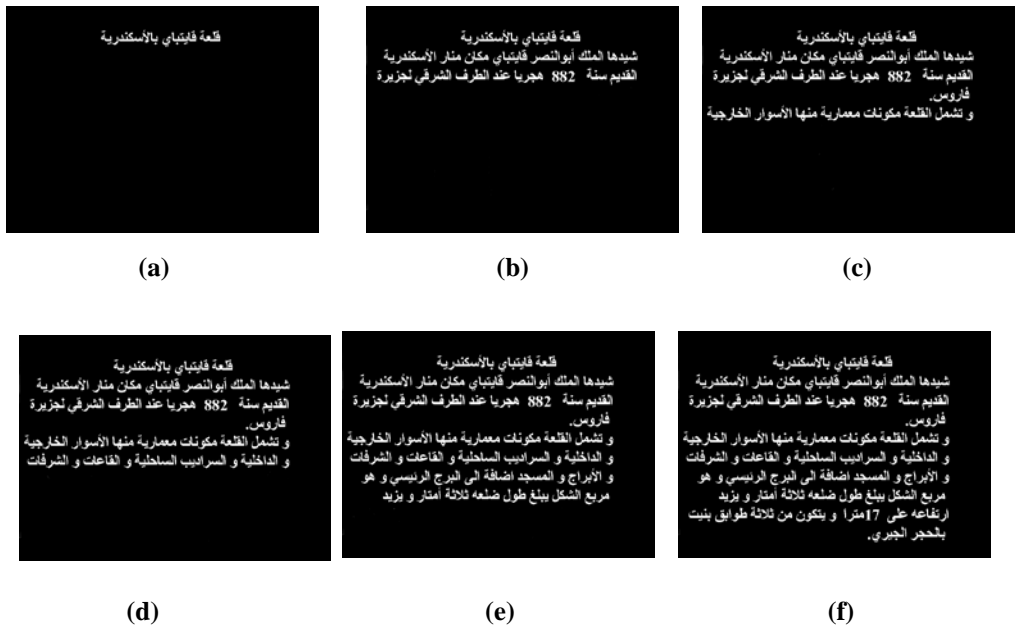 قلعة قايتباي بالأسكندرية
(a)
قلعة قايتباي بالأسكندرية
شيدها الملك أبوالنصر قايتباي مكان منار الأسكندرية
القديم سنة 882 هجريا عند الطرف الشرقي لجزيرة
(b)
قلعة قايتباي بالأسكندرية
شيدها الملك أبوالنصر قايتباي مكان منار الأسكندرية
القديم سنة 882 هجريا عند الطرف الشرقي لجزيرة
فاروس.
و تشمل القلعة مكونات معمارية منها الأسوار الخارجية
(c)
قلعة قايتباي بالأسكندرية
شيدها الملك أبوالنصر قايتباي مكان منار الأسكندرية
القديم سنة 882 هجريا عند الطرف الشرقي لجزيرة
فاروس.
و تشمل القلعة مكونات معمارية منها الأسوار الخارجية
و الداخلية و السراديب الساحلية و القاعات و الشرفات
(d)
قلعة قايتباي بالأسكندرية
شيدها الملك أبوالنصر قايتباي مكان منار الأسكندرية
القديم سنة 882 هجريا عند الطرف الشرقي لجزيرة
فاروس.
و تشمل القلعة مكونات معمارية منها الأسوار الخارجية
و الداخلية و السراديب الساحلية و القاعات و الشرفات
و الأبراج و المسجد اضافة الى البرج الرئيسي و هو
مربع الشكل يبلغ طول ضلعه ثلاثة أمتار و يزيد
(e)
قلعة قايتباي بالأسكندرية
شيدها الملك أبوالنصر قايتباي مكان منار الأسكندرية
القديم سنة 882 هجريا عند الطرف الشرقي لجزيرة
فاروس.
و تشمل القلعة مكونات معمارية منها الأسوار الخارجية
و الداخلية و السراديب الساحلية و القاعات و الشرفات
و الأبراج و المسجد اضافة الى البرج الرئيسي و هو
مربع الشكل يبلغ طول ضلعه ثلاثة أمتار و يزيد
ارتفاعه على 17مترا و يتكون من ثلاثة طوابق بنيت
بالحجر الجيري.
(f)